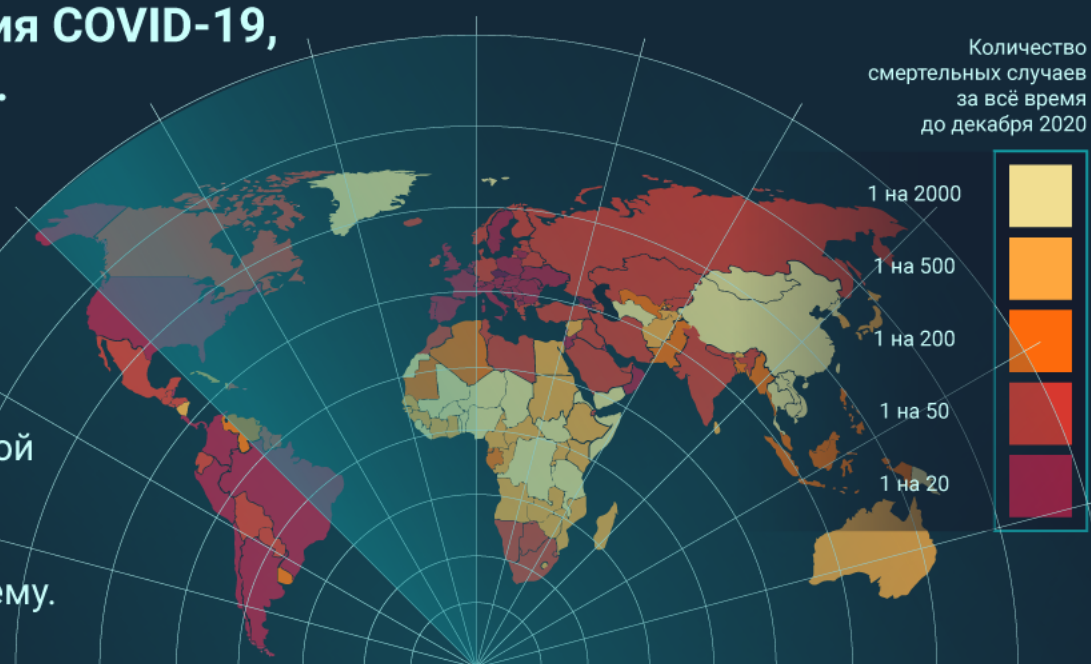 ия COVID-19,
.
Количество
смертельных случаев
за всё время
до декабря 2020
1 на 2000
1 на 500
1 на 200
1 на 50
1 на 20
ой
ему.